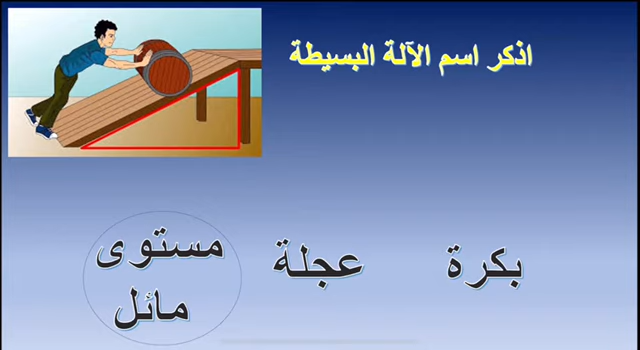 اذكر اسم الآلة البسيطة
بكرة
عجلة
مستوى
مائل